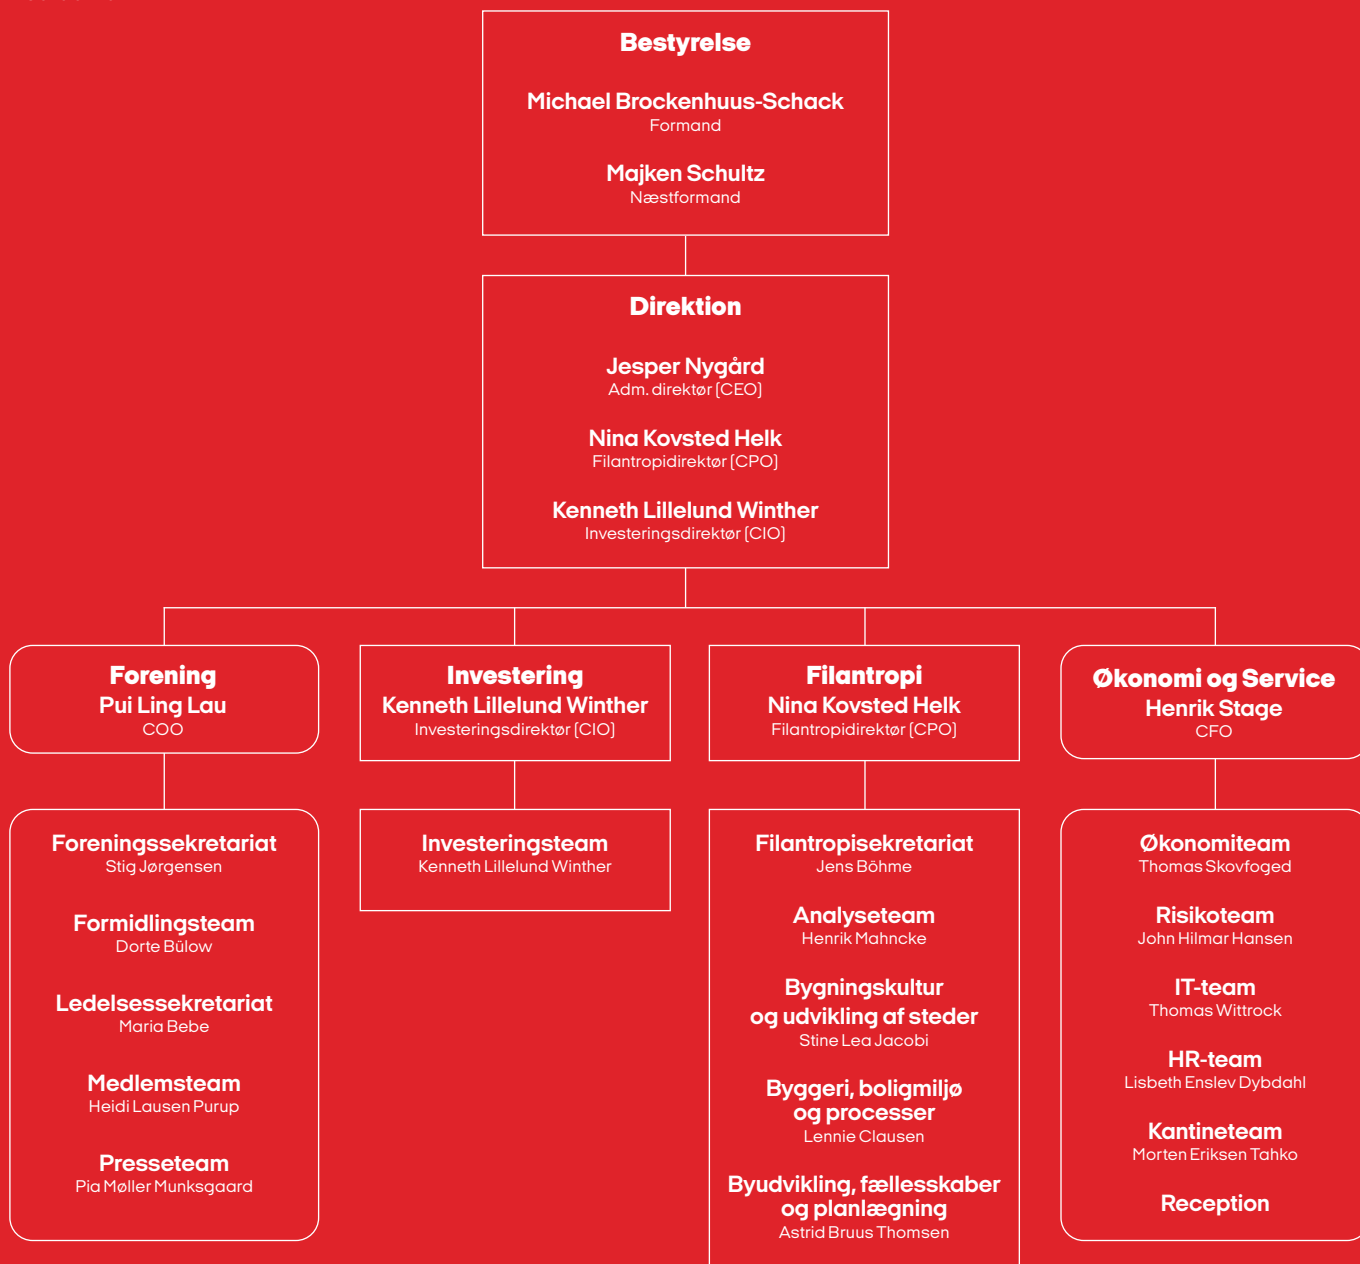 Bestyrelse
Michael Brockenhuus-Schack
Formand
Majken Schultz
Næstformand
Direktion
Jesper Nygård
Adm. direktør (CEO)
Nina Kovsted Helk
Filantropidirektør (CPO)
Kenneth Lillelund Winther
Investeringsdirektør (CIO)
Forening
Pui Ling Lau
COO
Investering
Kenneth Lillelund Winther
Investeringsdirektør (CIO)
Filantropi
Nina Kovsted Helk
Filantropidirektør (CPO)
Økonomi og Service
Henrik Stage
CFO
Foreningssekretariat
Stig Jørgensen
Formidlingsteam
Dorte Bülow
Ledelsessekretariat
Maria Bebe
Medlemsteam
Heidi Lausen Purup
Presseteam
Pia Møller Munksgaard
Investeringsteam
Kenneth Lillelund Winther
Filantropisekretariat
Jens Böhme
Analyseteam
Henrik Mahncke
Bygningskultur
og udvikling af steder
Stine Lea Jacobi
Byggeri, boligmiljø
og processer
Lennie Clausen
Byudvikling, fællesskaber
og planlægning
Astrid Bruus Thomsen
Økonomiteam
Thomas Skovfoged
Risikoteam
John Hilmar Hansen
IT-team
Thomas Wittrock
HR-team
Lisbeth Enslev Dybdahl
Kantineteam
Morten Eriksen Tahko
Reception